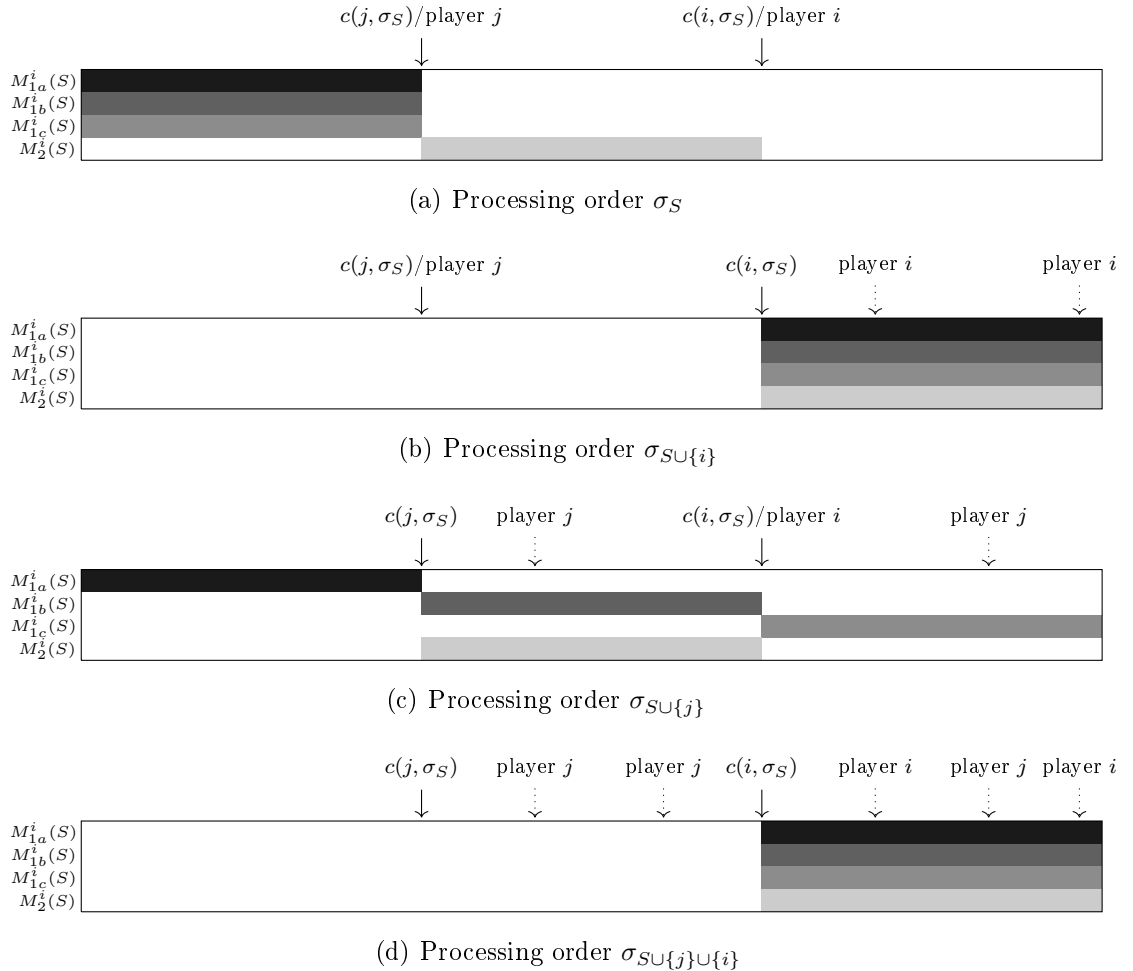 c(j, σ_S)/player j c(i, σ_S)/player i
M^i_{1a}(S)
M^i_{1b}(S)
M^i_{1c}(S)
M^i_2(S)
(a) Processing order σ_S
c(j, σ_S)/player j c(i, σ_S) player i player i
M^i_{1a}(S)
M^i_{1b}(S)
M^i_{1c}(S)
M^i_2(S)
(b) Processing order σ_{S∪{i}}
c(j, σ_S) player j c(i, σ_S)/player i player j
M^i_{1a}(S)
M^i_{1b}(S)
M^i_{1c}(S)
M^i_2(S)
(c) Processing order σ_{S∪{j}}
c(j, σ_S) player j player j c(i, σ_S) player i player j player i
M^i_{1a}(S)
M^i_{1b}(S)
M^i_{1c}(S)
M^i_2(S)
(d) Processing order σ_{S∪{j}∪{i}}